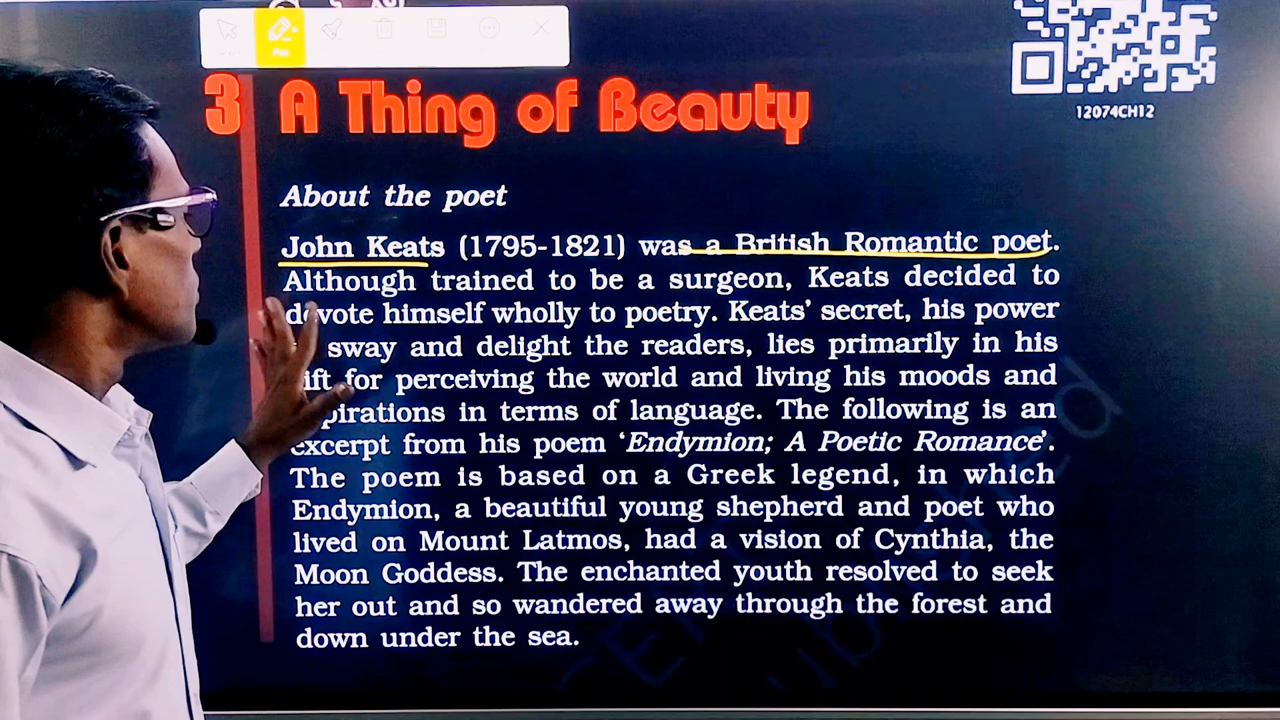 3 A Thing of Beauty
12074CH12
About the poet
John Keats (1795-1821) was a British Romantic poet.
Although trained to be a surgeon, Keats decided to
devote himself wholly to poetry. Keats' secret, his power
sway and delight the readers, lies primarily in his
ift for perceiving the world and living his moods and
pirations in terms of language. The following is an
excerpt from his poem 'Endymion; A Poetic Romance'.
The poem is based on a Greek legend, in which
Endymion, a beautiful young shepherd and poet who
lived on Mount Latmos, had a vision of Cynthia, the
Moon Goddess. The enchanted youth resolved to seek
her out and so wandered away through the forest and
down under the sea.